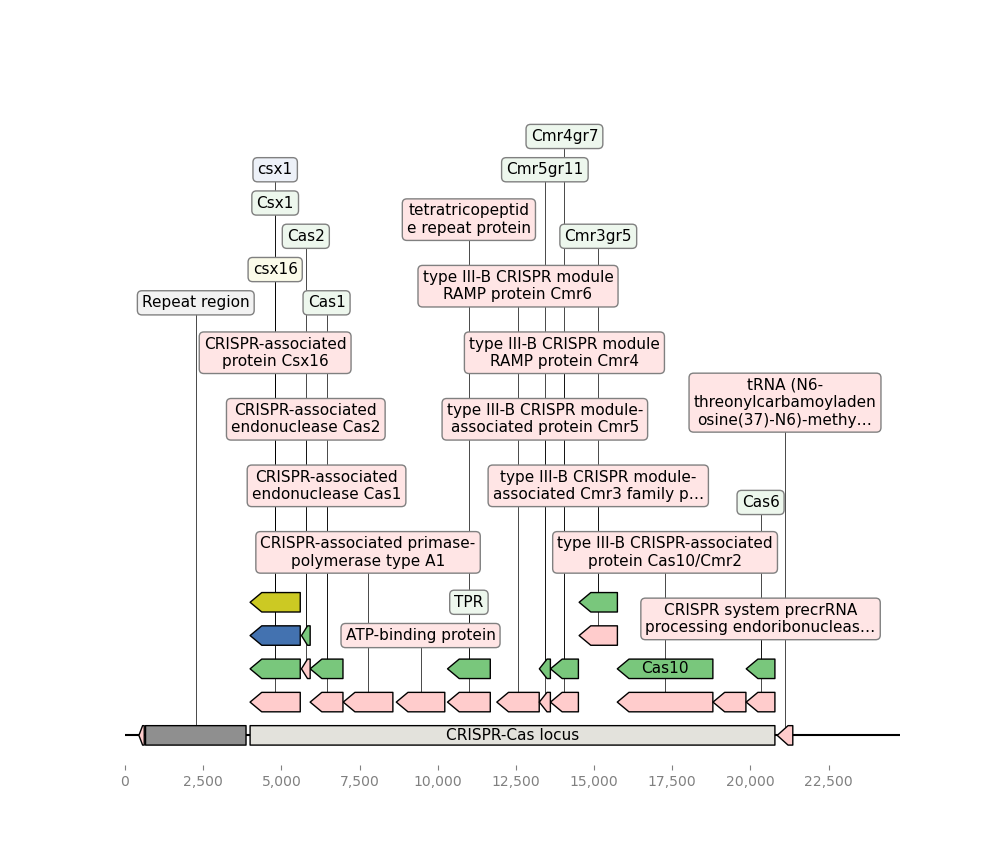 Cmr4gr7
csx1
Cmr5gr11
Csx1
tetratricopeptid
e repeat protein
Cas2
Cmr3gr5
csx16
type III-B CRISPR module
RAMP protein Cmr6
Repeat region
Cas1
CRISPR-associated
protein Csx16
type III-B CRISPR module
RAMP protein Cmr4
tRNA (N6-
threonylcarbamoyladen
osine(37)-N6)-methy…
CRISPR-associated
endonuclease Cas2
type III-B CRISPR module-
associated protein Cmr5
CRISPR-associated
endonuclease Cas1
type III-B CRISPR module-
associated Cmr3 family p…
Cas6
CRISPR-associated primase-
polymerase type A1
type III-B CRISPR-associated
protein Cas10/Cmr2
TPR
CRISPR system precrRNA
processing endoribonucleas…
ATP-binding protein
Cas10
CRISPR-Cas locus
0
2,500
5,000
7,500
10,000
12,500
15,000
17,500
20,000
22,500